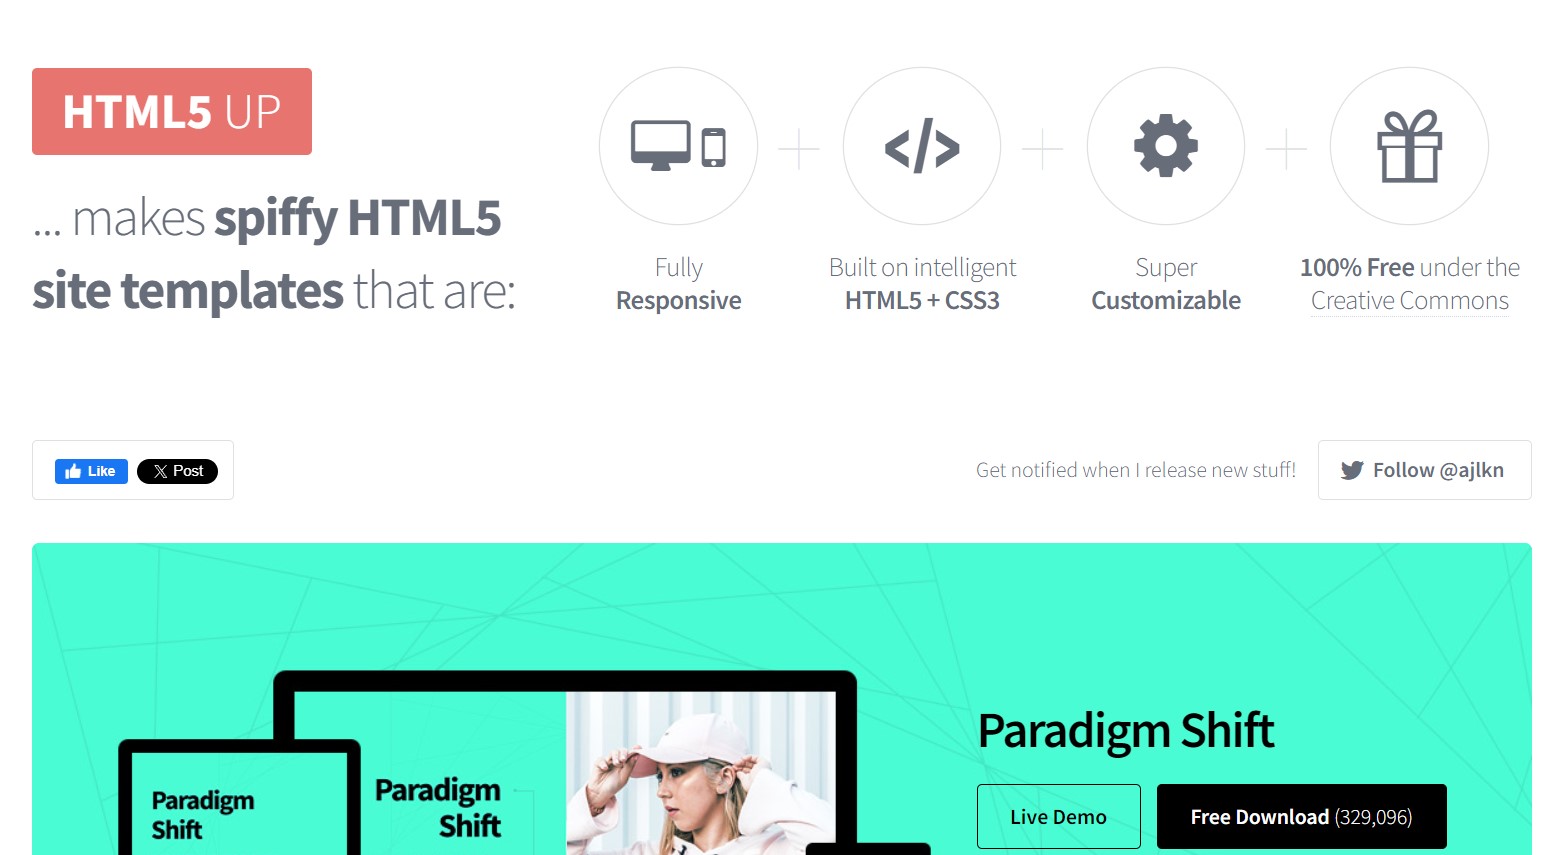 HTML5 UP
... makes spiffy HTML5
site templates that are:
Fully
Responsive
Built on intelligent
HTML5 + CSS3
Super
Customizable
100% Free under the
Creative Commons
Like
Post
Get notified when I release new stuff!
Follow @ajlkn
Paradigm
Shift
Paradigm
Shift
Paradigm Shift
Live Demo
Free Download (329,096)